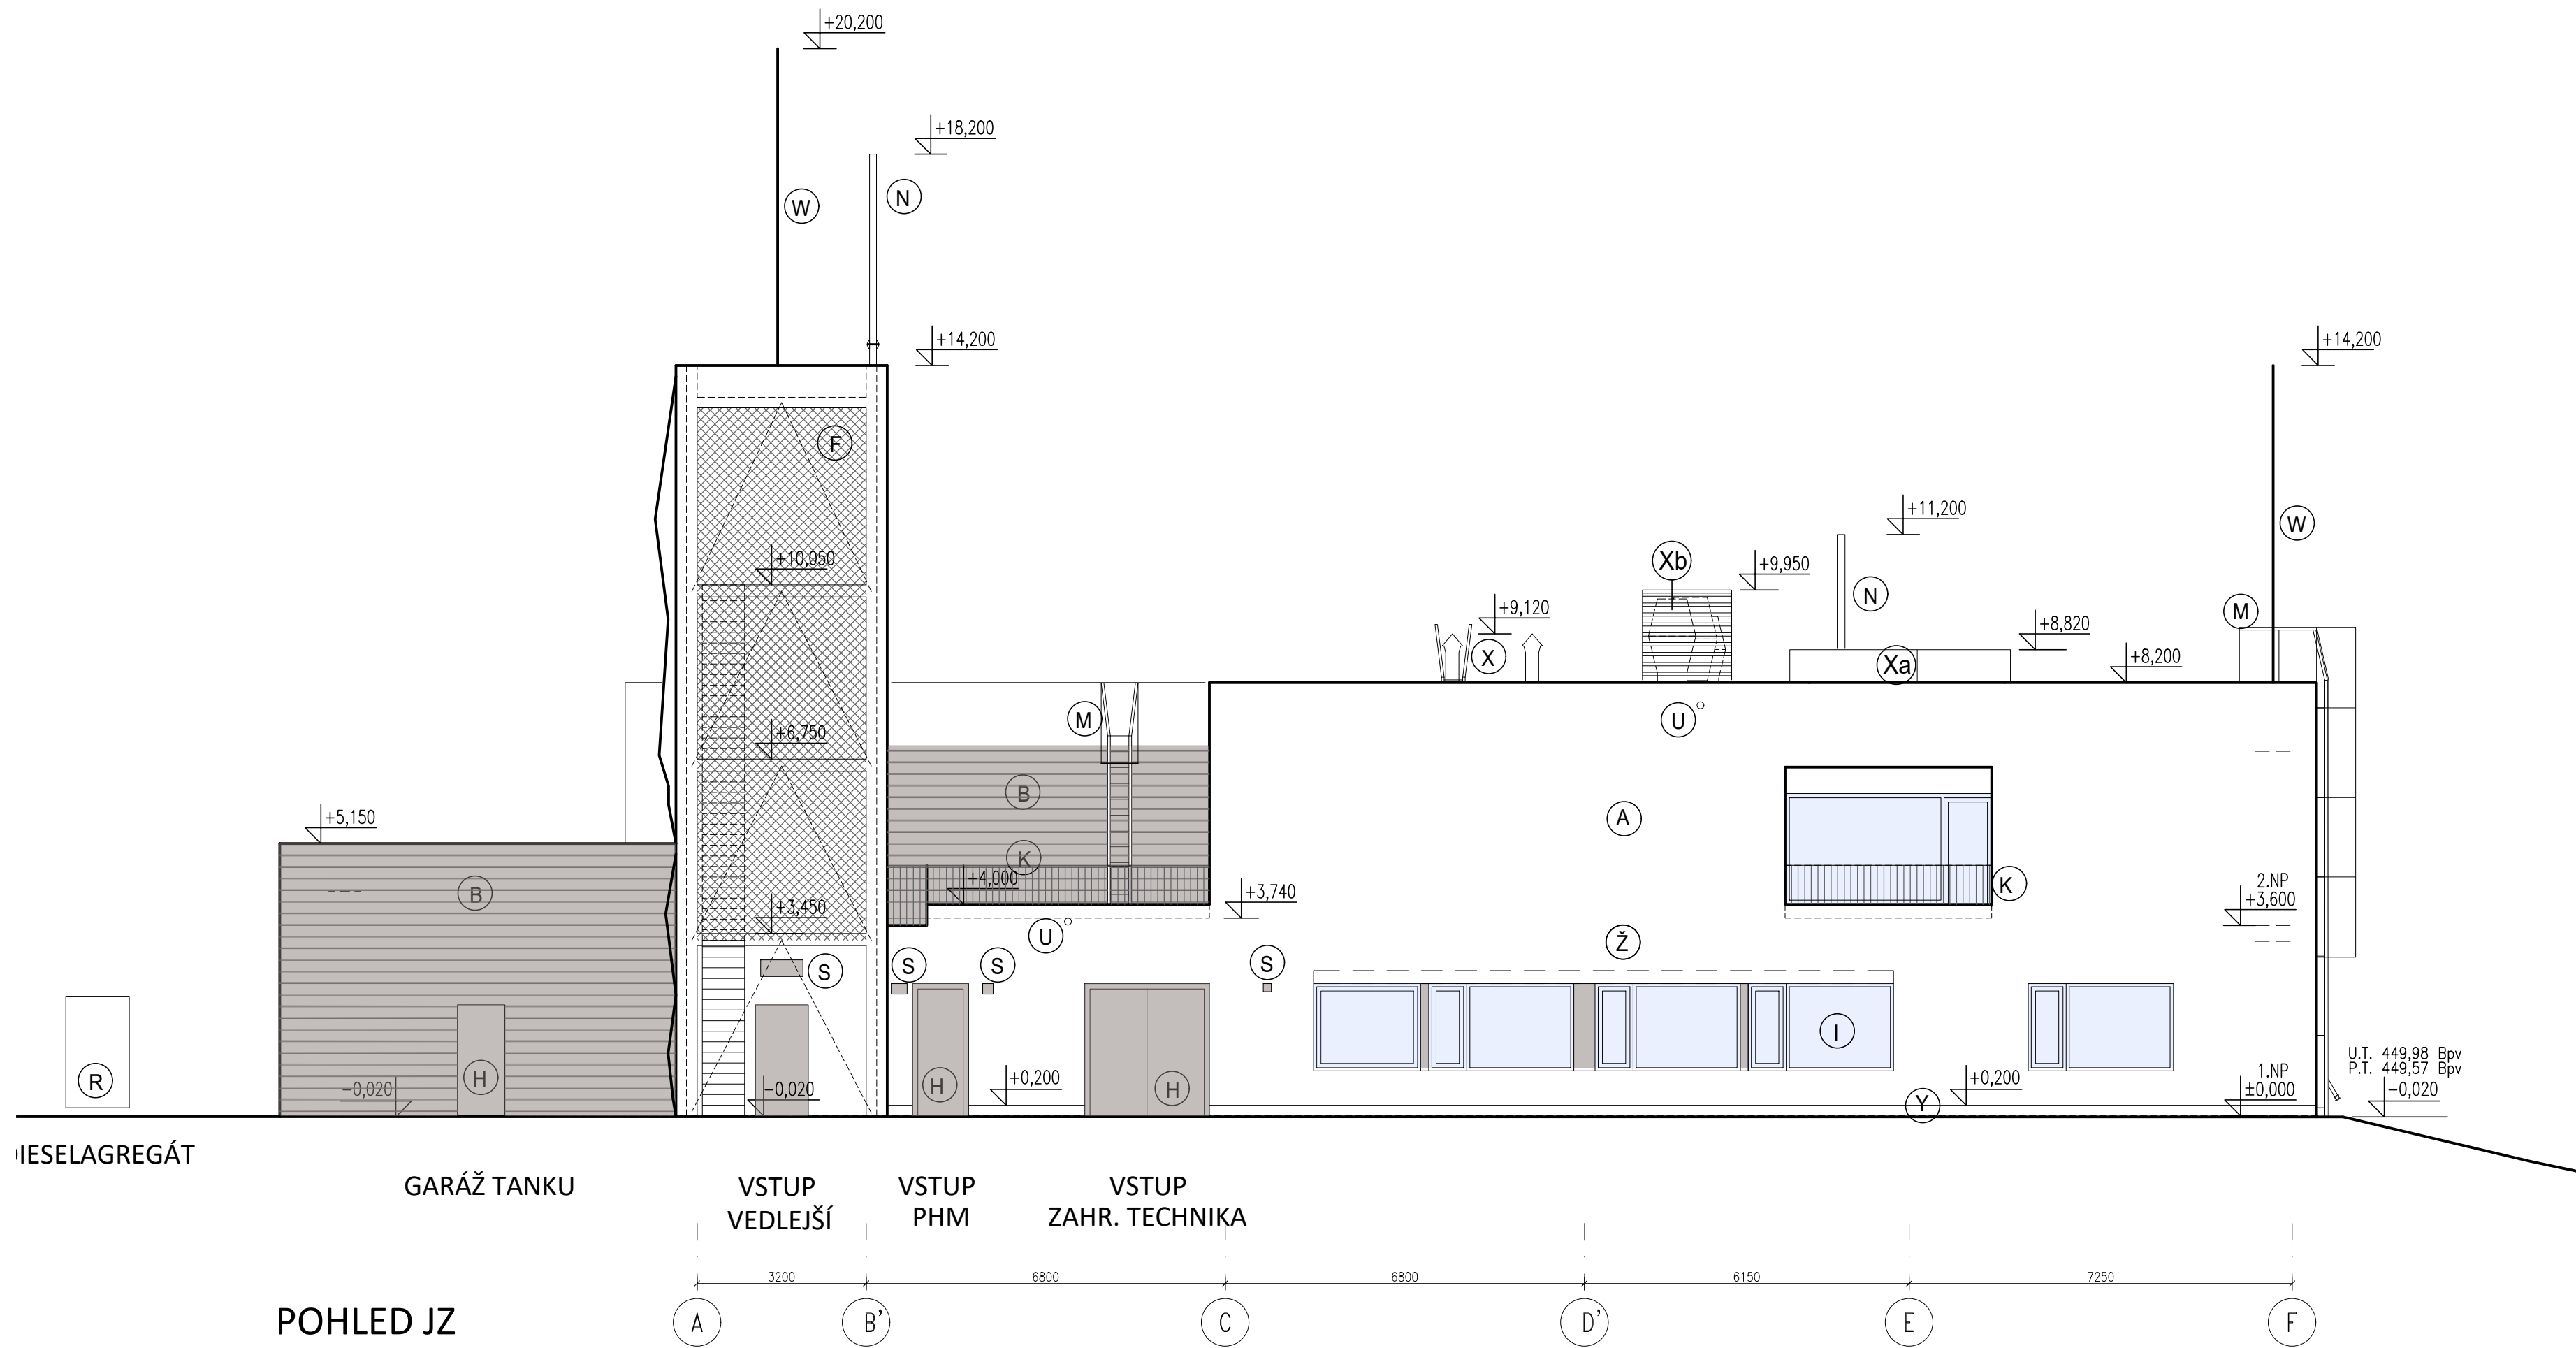 +20,200
+18,200
W
N
+14,200
+14,200
F
+11,200
W
+10,050
Xb
+9,950
N
+9,120
M
+8,820
X
Xa
+8,200
M
U
+6,750
B
+5,150
A
K
-4,000
2.NP
K
B
+3,740
+3,600
+3,450
U
Ž
S
S
S
S
I
U.T. 449,98 Bpv
P.T. 449,57 Bpv
R
-0,020
H
-0,020
H
+0,200
H
+0,200
Y
1.NP
±0,000
-0,020
IESELAGREGÁT
GARÁŽ TANKU
VSTUP
VEDLEJŠÍ
VSTUP
PHM
VSTUP
ZAHR. TECHNIKA
3200
6800
6800
6150
7250
POHLED JZ
A
B'
C
D'
E
F